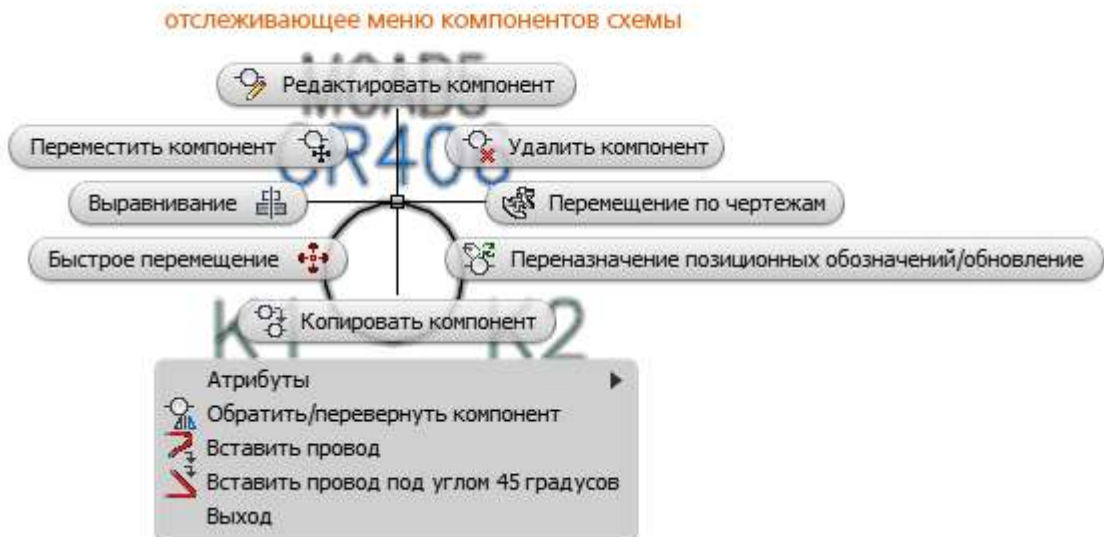 отслеживающее меню компонентов схемы
Редактировать компонент
Переместить компонент
Удалить компонент
CR406
Выравнивание
Перемещение по чертежам
Быстрое перемещение
Переназначение позиционных обозначений/обновление
Копировать компонент
K1
K2
Атрибуты
Обратить/перевернуть компонент
Вставить провод
Вставить провод под углом 45 градусов
Выход